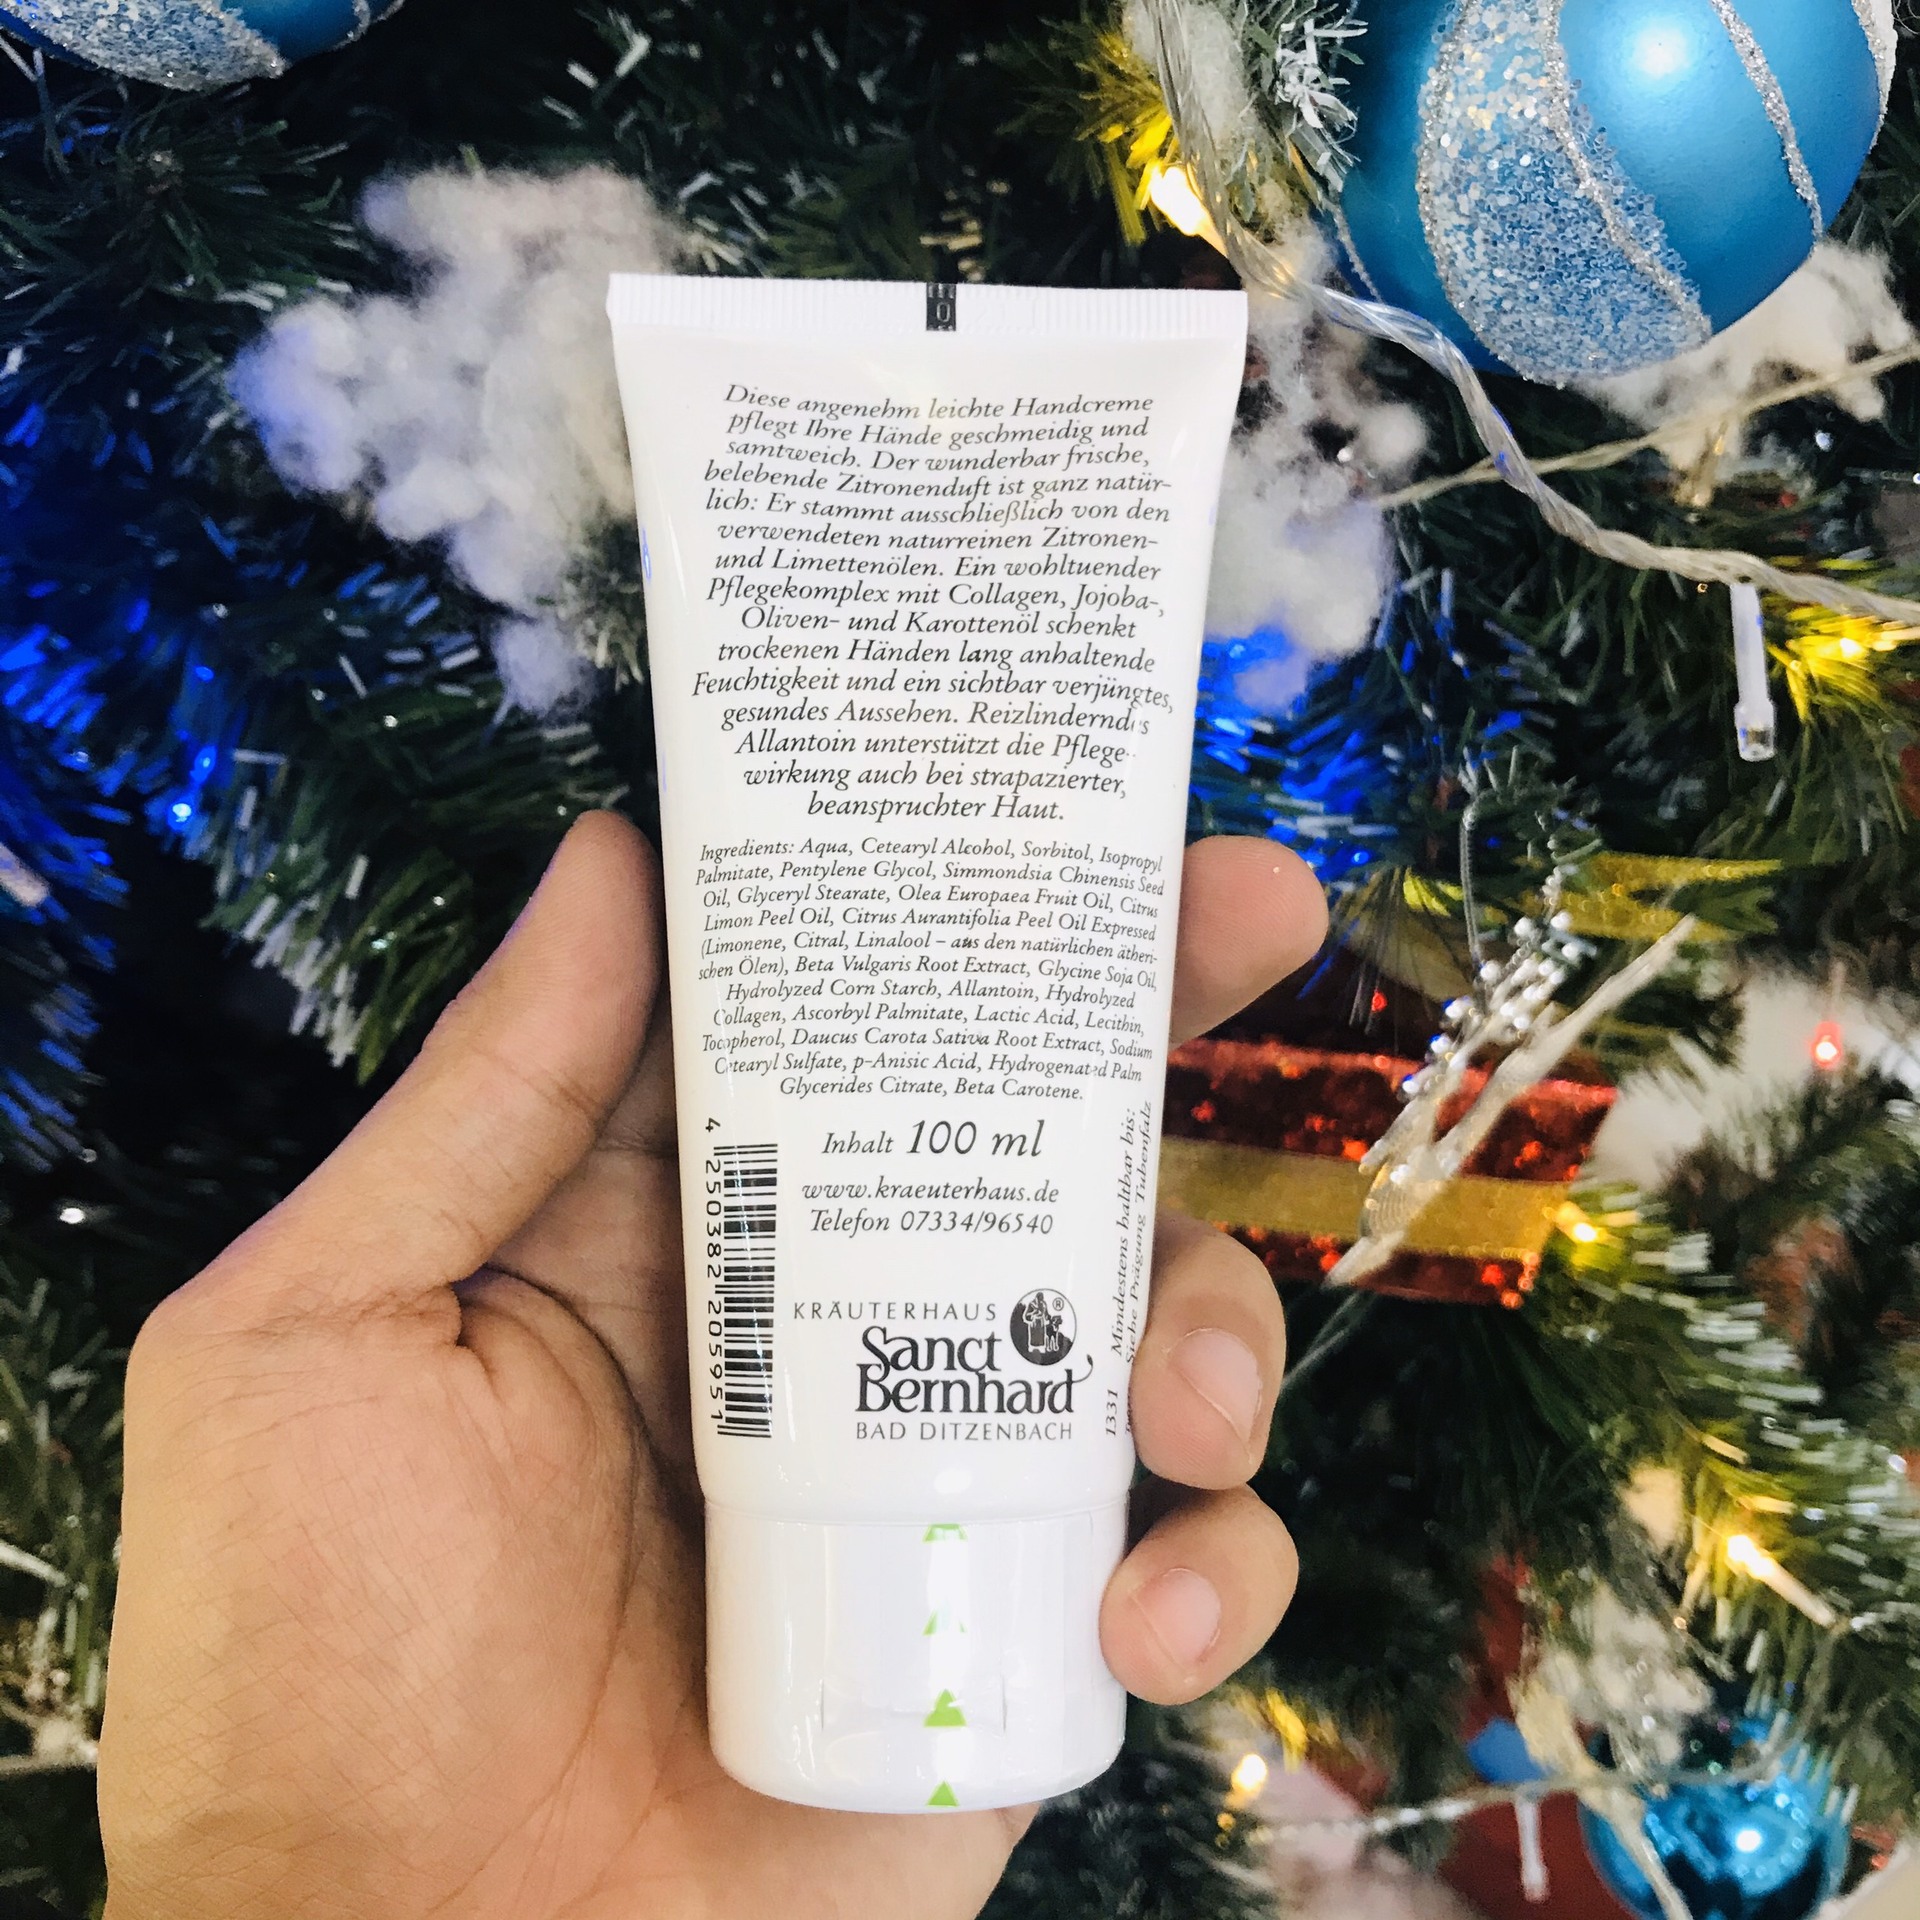 Diese angenehm leichte Handcreme
pflegt Ihre Hände geschmeidig und
samtweich. Der wunderbar frische,
belebende Zitronenduft ist ganz natür-
lich: Er stammt ausschließlich von den
verwendeten naturreinen Zitronen-
und Limettenölen. Ein wohltuender
Pflegekomplex mit Collagen, Jojoba-,
Oliven- und Karottenöl schenkt
trockenen Händen lang anhaltende
Feuchtigkeit und ein sichtbar verjüngtes,
gesundes Aussehen. Reizlinderndes
Allantoin unterstützt die Pflege-
wirkung auch bei strapazierter,
beanspruchter Haut.
Ingredients: Aqua, Cetearyl Alcohol, Sorbitol, Isopropyl
Palmitate, Pentylene Glycol, Simmondsia Chinensis Seed
Oil, Glyceryl Stearate, Olea Europaea Fruit Oil, Citrus
Limon Peel Oil, Citrus Aurantifolia Peel Oil Expressed
(Limonene, Citral, Linalool – aus den natürlichen ätheri-
schen Ölen), Beta Vulgaris Root Extract, Glycine Soja Oil,
Hydrolyzed Corn Starch, Allantoin, Hydrolyzed
Collagen, Ascorbyl Palmitate, Lactic Acid, Lecithin,
Tocopherol, Daucus Carota Sativa Root Extract, Sodium
Cetearyl Sulfate, p-Anisic Acid, Hydrogenated Palm
Glycerides Citrate, Beta Carotene.
Inhalt 100 ml
www.kraeuterhaus.de
Telefon 07334/96540
KRÄUTERHAUS ®
Sanct
Bernhard
BAD DITZENBACH
4 250382 205951
Mindestens haltbar bis:
Siehe Prägung Tubenfalz
1331